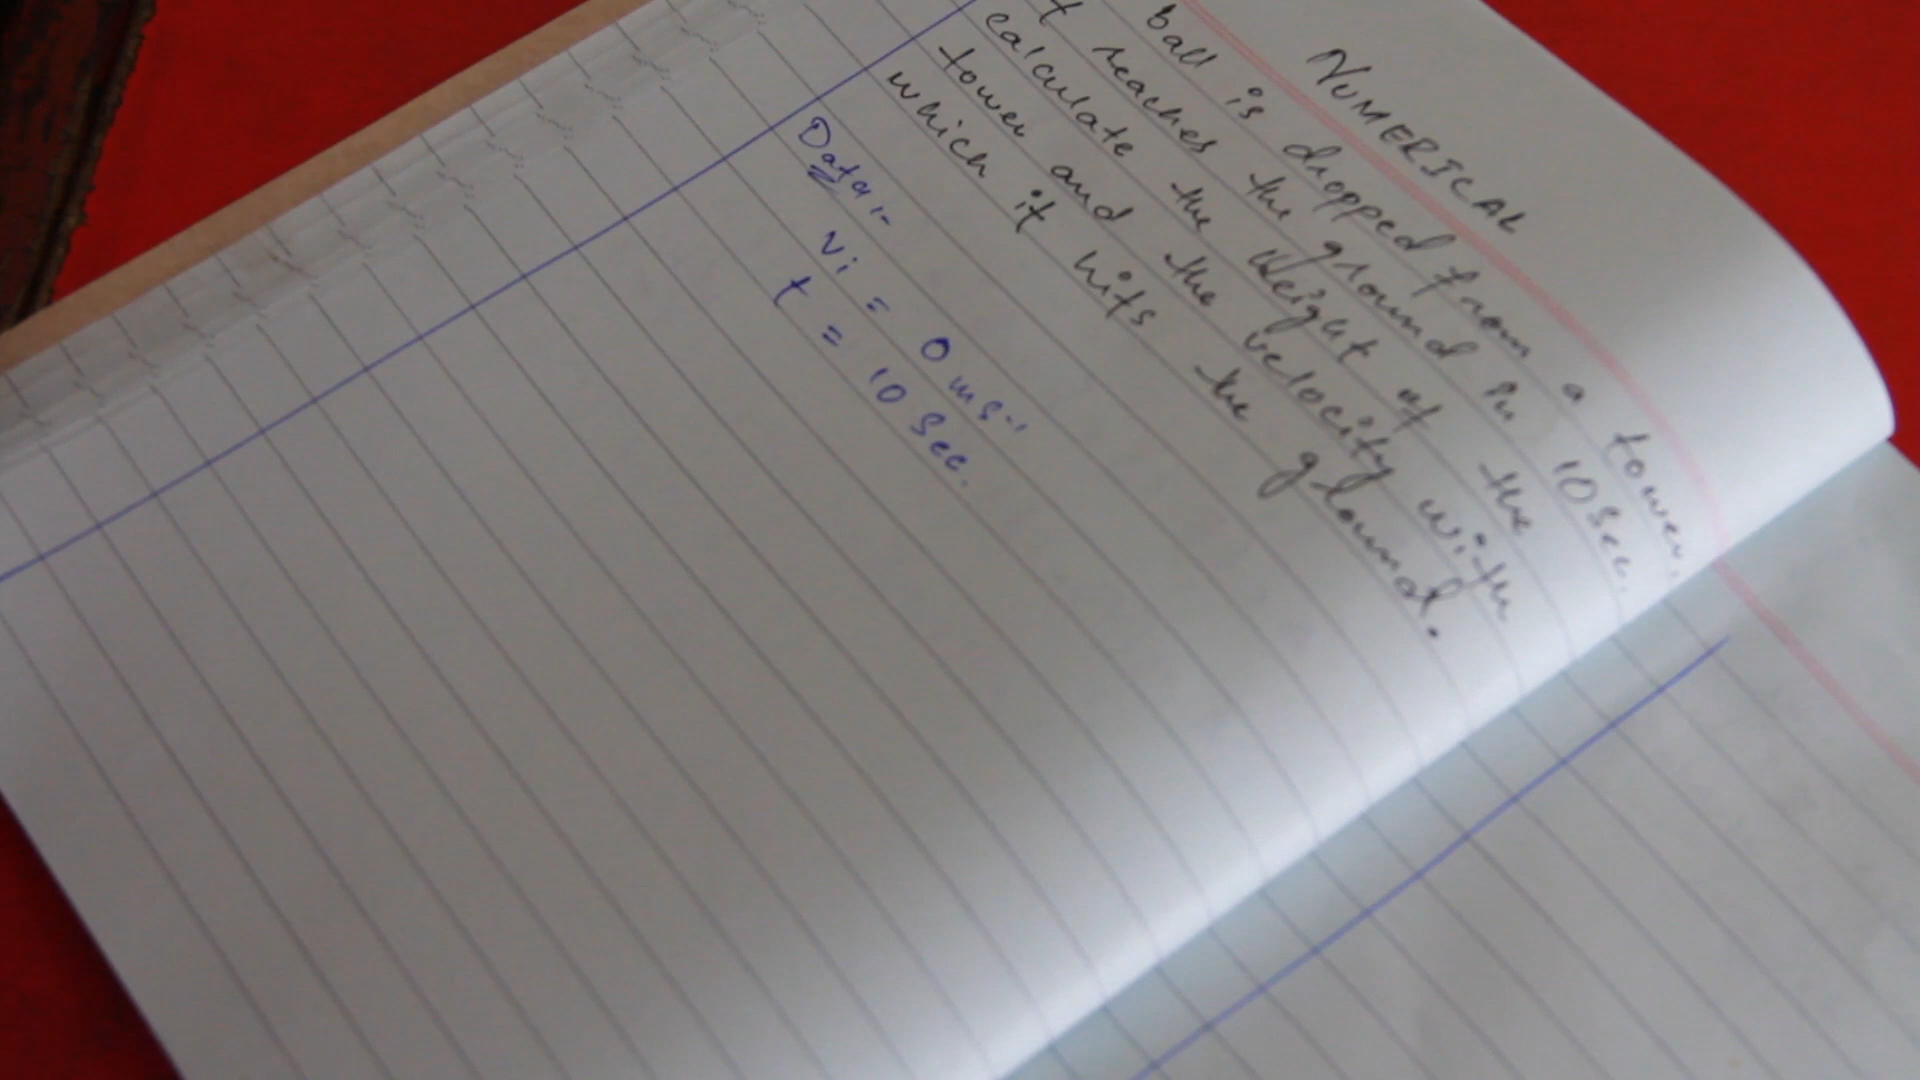 NUMERICAL
ball is dropped from a tower.
it reaches the ground in 10 Sec.
calculate the height of the
tower and the velocity with
which it hits the ground.
Data:-
Vi = 0 ms-1
t = 10 Sec.